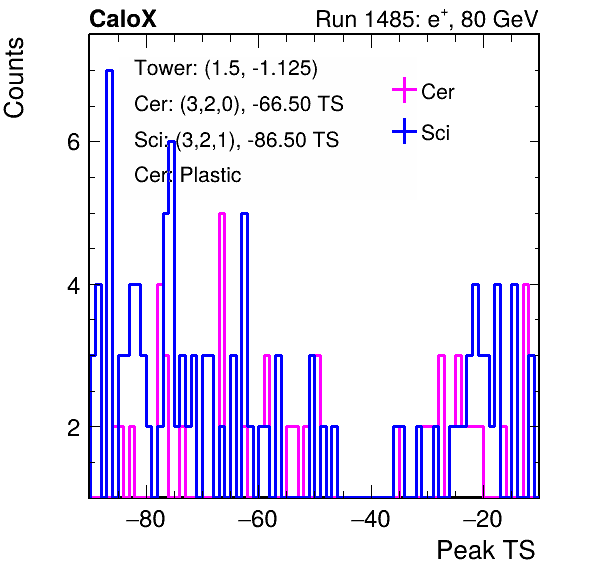 CaloX Run 1485: e+, 80 GeV
Counts
Tower: (1.5, -1.125)
Cer: (3,2,0), -66.50 TS
Sci: (3,2,1), -86.50 TS
Cer: Plastic
Cer
Sci
6
4
2
−80 −60 −40 −20
Peak TS